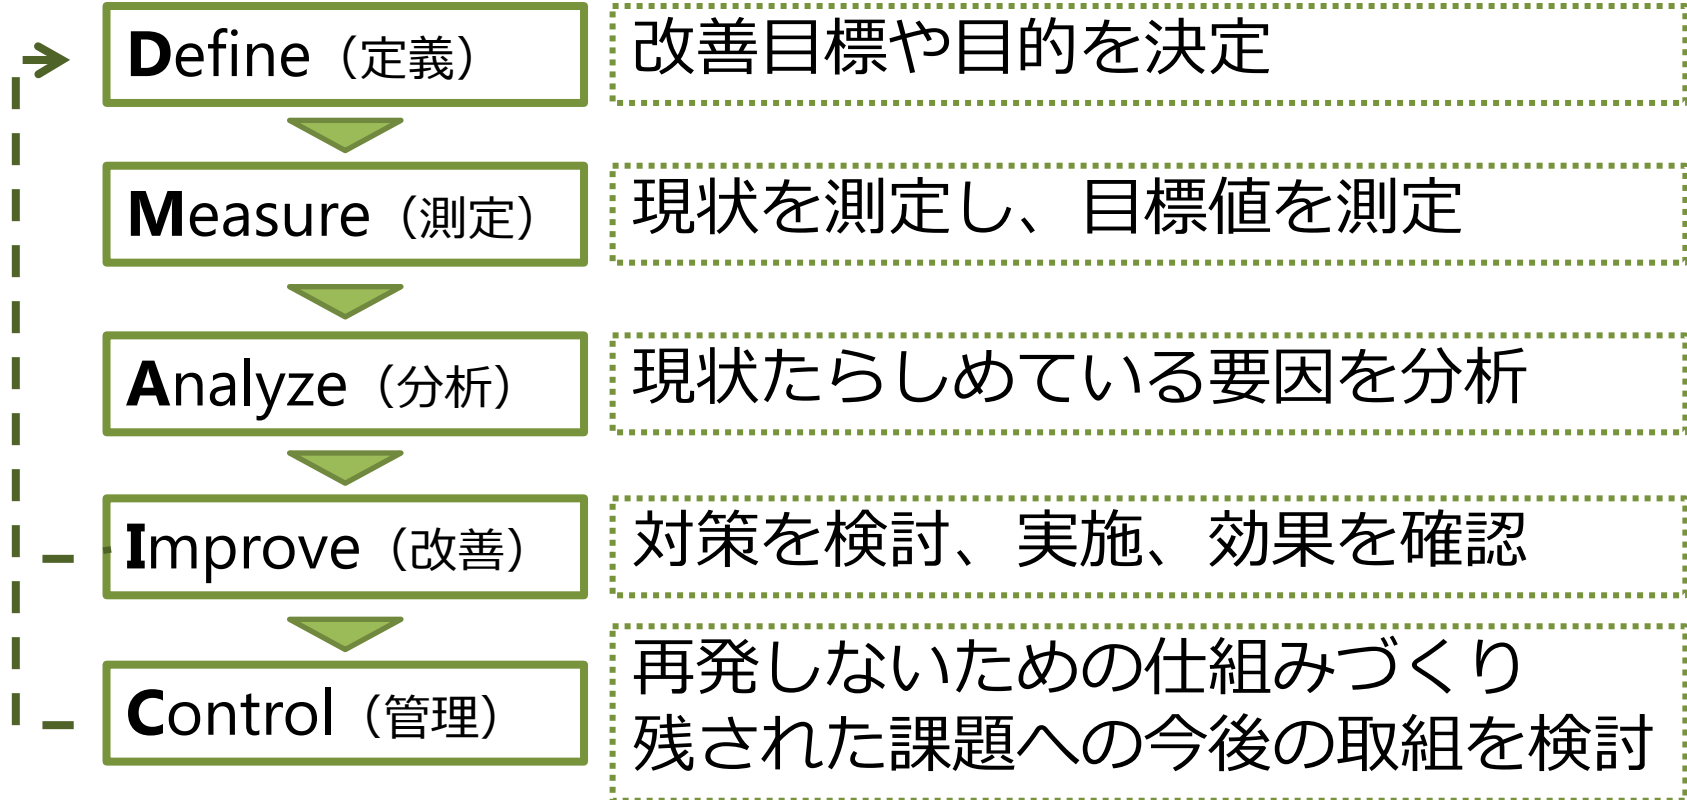 Define（定義）
改善目標や目的を決定
Measure（測定）
現状を測定し、目標値を測定
Analyze（分析）
現状たらしめている要因を分析
Improve（改善）
対策を検討、実施、効果を確認
Control（管理）
再発しないための仕組みづくり
残された課題への今後の取組を検討